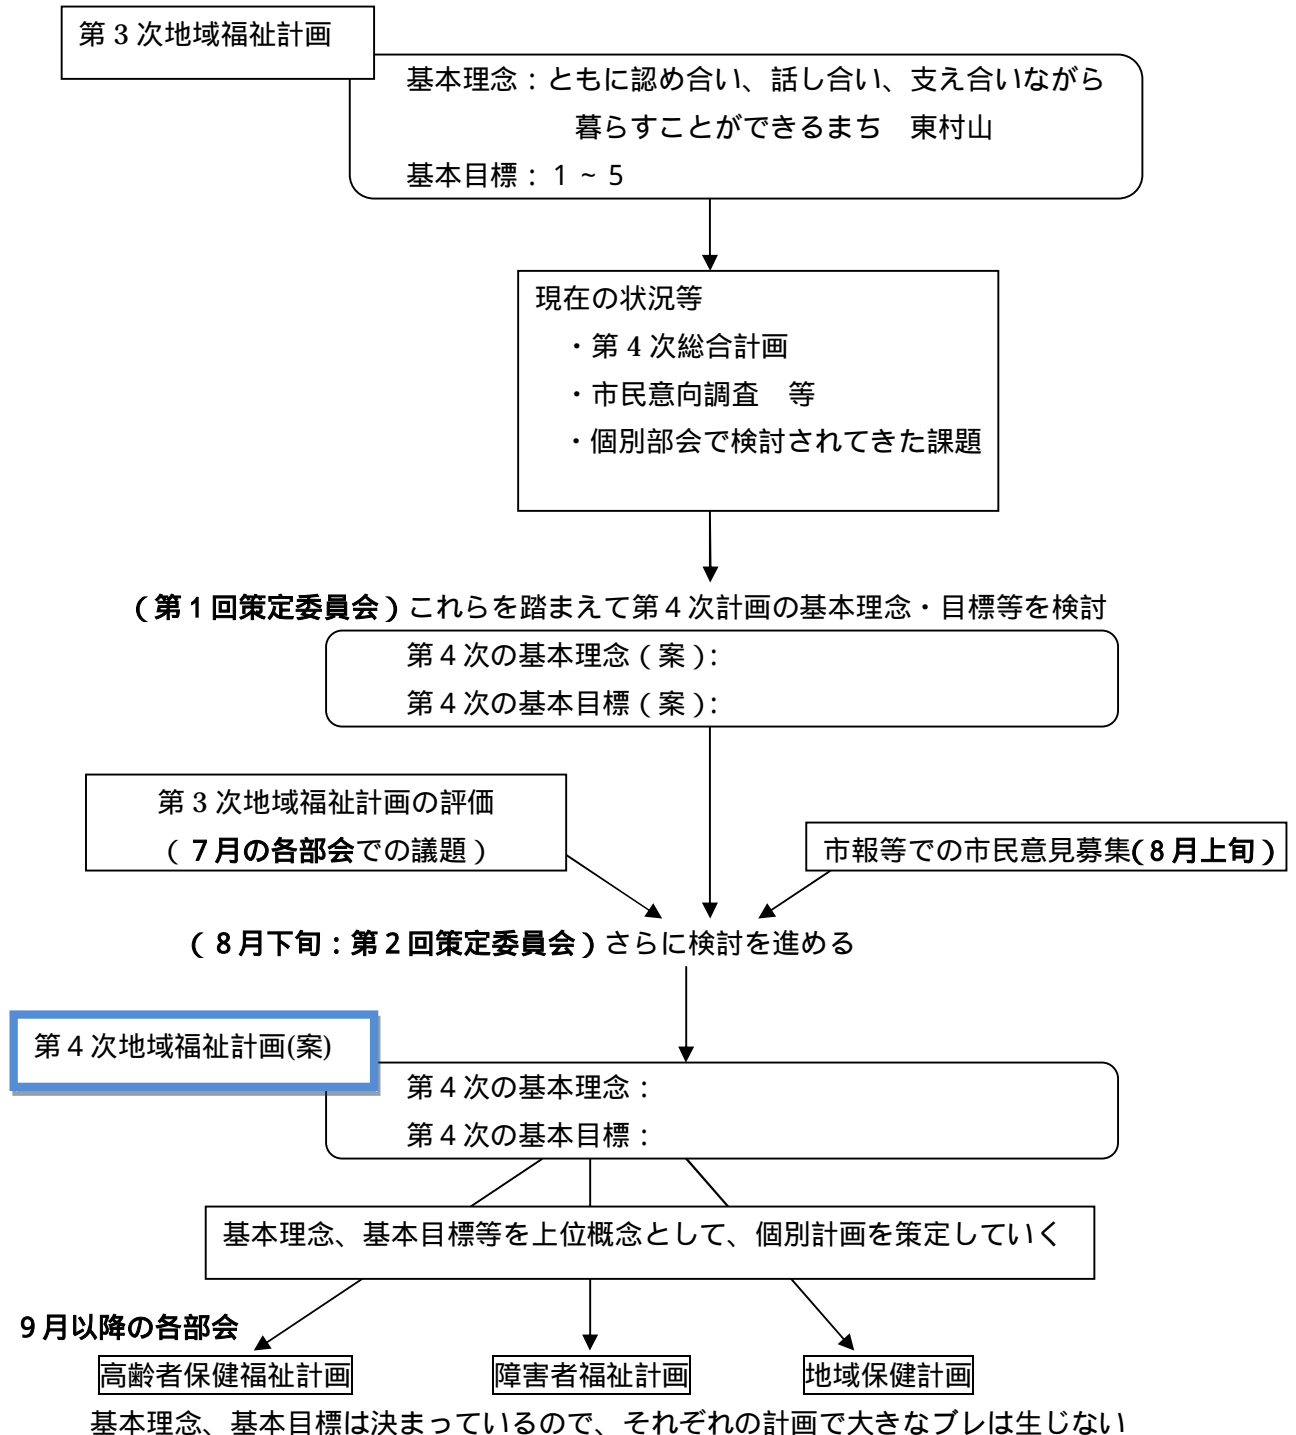 第3次地域福祉計画
基本理念：ともに認め合い、話し合い、支え合いながら
暮らすことができるまち　東村山
基本目標：１～５
現在の状況等
・第4次総合計画
・市民意向調査　等
・個別部会で検討されてきた課題
（第１回策定委員会）これらを踏まえて第４次計画の基本理念・目標等を検討
第４次の基本理念（案）：
第４次の基本目標（案）：
第3次地域福祉計画の評価
（７月の各部会での議題）
市報等での市民意見募集（８月上旬）
（８月下旬：第２回策定委員会）さらに検討を進める
第４次地域福祉計画(案)
第４次の基本理念：
第４次の基本目標：
基本理念、基本目標等を上位概念として、個別計画を策定していく
９月以降の各部会
高齢者保健福祉計画
障害者福祉計画
地域保健計画
基本理念、基本目標は決まっているので、それぞれの計画で大きなブレは生じない